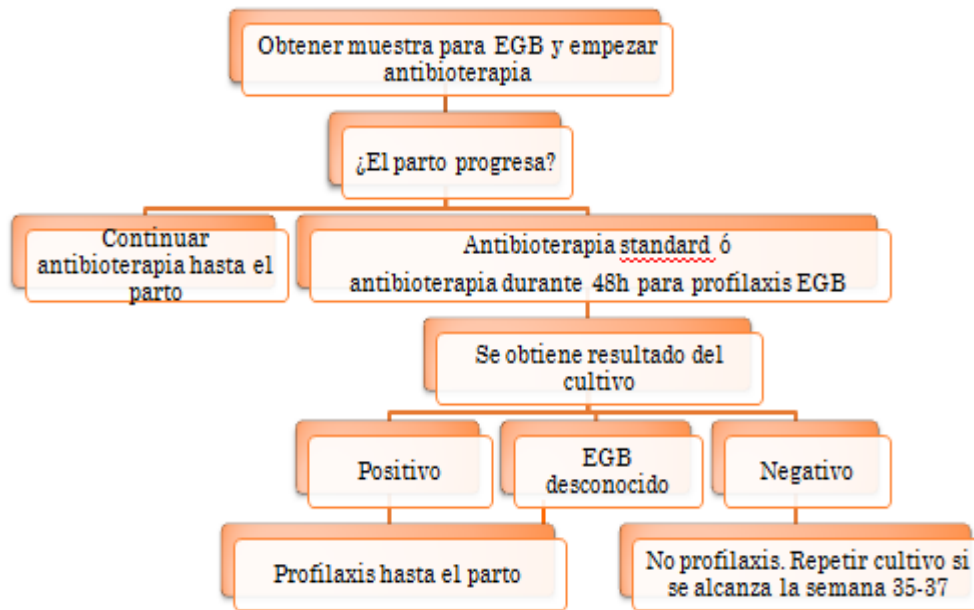 Obtener muestra para EGB y empezar
antibioterapia
¿El parto progresa?
Continuar
antibioterapia hasta el
parto
Antibioterapia standard ó
antibioterapia durante 48h para profilaxis EGB
Se obtiene resultado del
cultivo
Positivo
EGB
desconocido
Negativo
Profilaxis hasta el parto
No profilaxis. Repetir cultivo si
se alcanza la semana 35-37